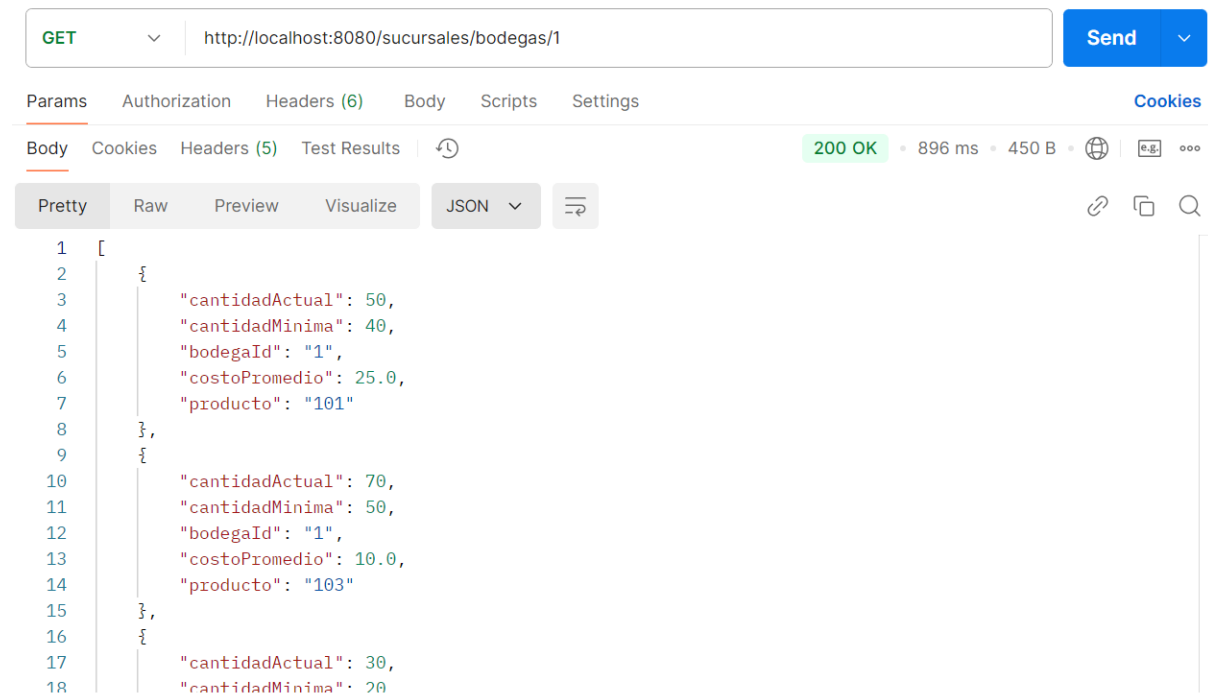 GET http://localhost:8080/sucursales/bodegas/1 Send
Params Authorization Headers (6) Body Scripts Settings Cookies
Body Cookies Headers (5) Test Results 200 OK • 896 ms • 450 B • e.g.
Pretty Raw Preview Visualize JSON
1 [
2 {
3 "cantidadActual": 50,
4 "cantidadMinima": 40,
5 "bodegaId": "1",
6 "costoPromedio": 25.0,
7 "producto": "101"
8 },
9 {
10 "cantidadActual": 70,
11 "cantidadMinima": 50,
12 "bodegaId": "1",
13 "costoPromedio": 10.0,
14 "producto": "103"
15 },
16 {
17 "cantidadActual": 30,
18 "cantidadMinima": 20